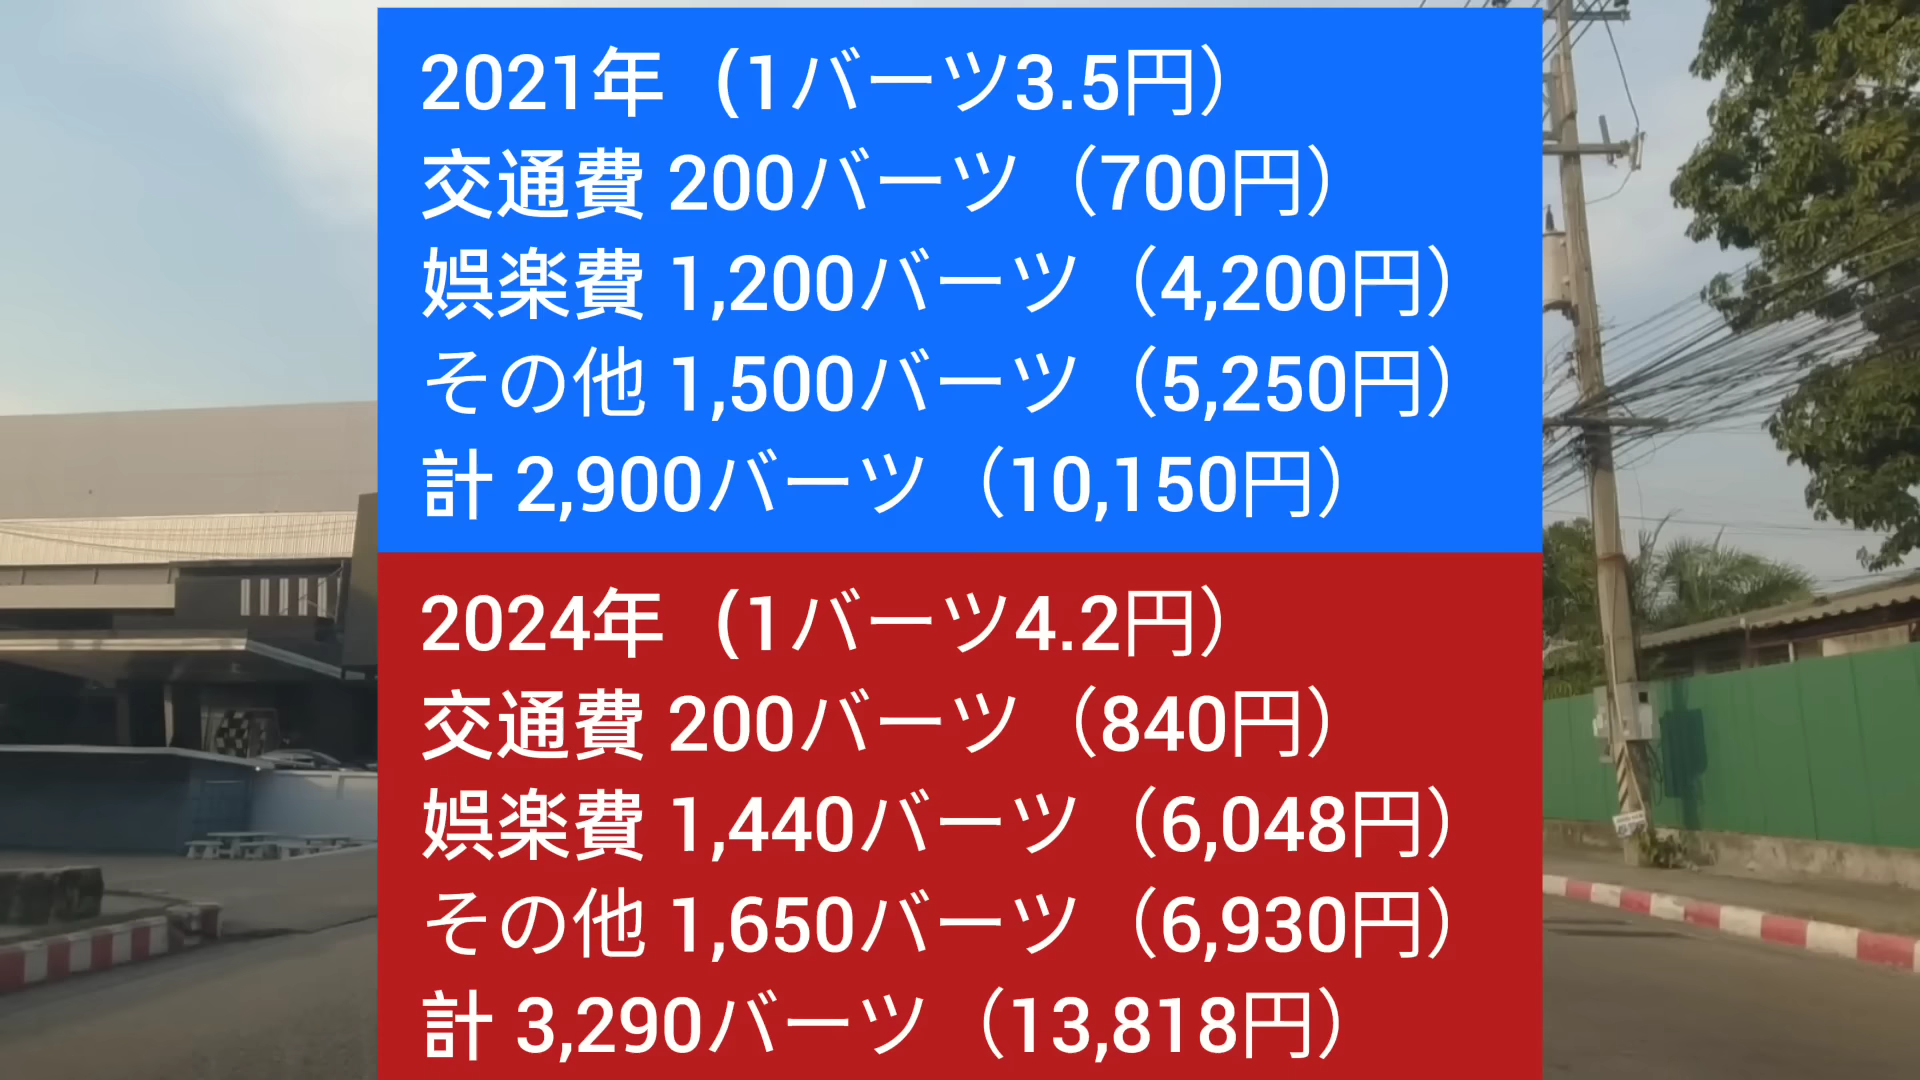 2021年（1バーツ3.5円）
交通費 200バーツ（700円）
娯楽費 1,200バーツ（4,200円）
その他 1,500バーツ（5,250円）
計 2,900バーツ（10,150円）
2024年（1バーツ4.2円）
交通費 200バーツ（840円）
娯楽費 1,440バーツ（6,048円）
その他 1,650バーツ（6,930円）
計 3,290バーツ（13,818円）